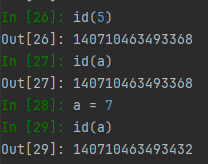 In [26]: id(5)
Out[26]: 140710463493368
In [27]: id(a)
Out[27]: 140710463493368
In [28]: a = 7
In [29]: id(a)
Out[29]: 140710463493432